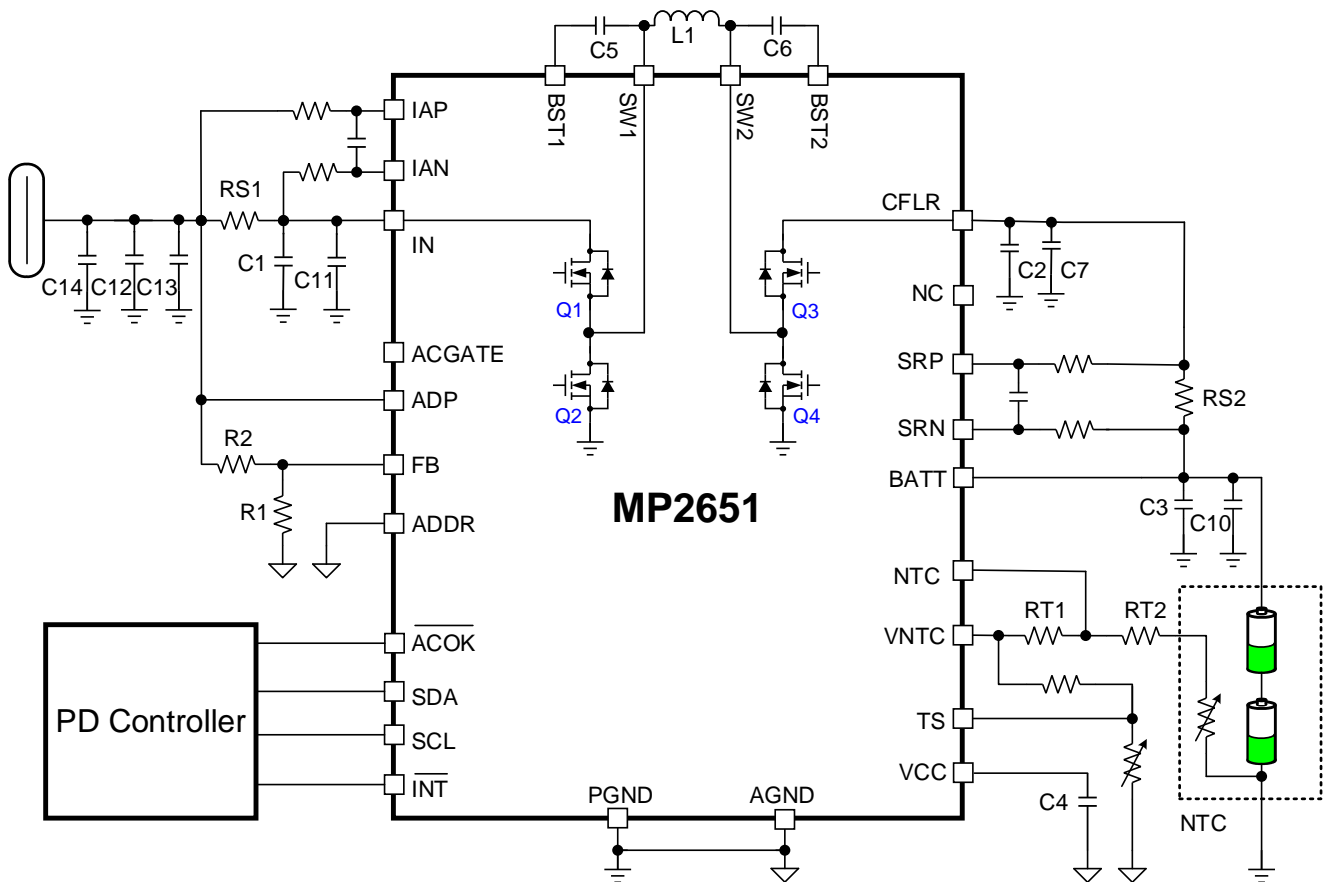 C5
L1
C6
BST1
SW1
SW2
BST2
IAP
IAN
RS1
IN
C14
C12
C13
C1
C11
CFLR
C2
C7
NC
Q1
Q3
ACGATE
SRP
RS2
ADP
Q2
Q4
SRN
R2
FB
BATT
R1
MP2651
C3
C10
ADDR
NTC
RT1
RT2
ACOK
VNTC
PD Controller
SDA
TS
SCL
VCC
INT
PGND
AGND
C4
NTC